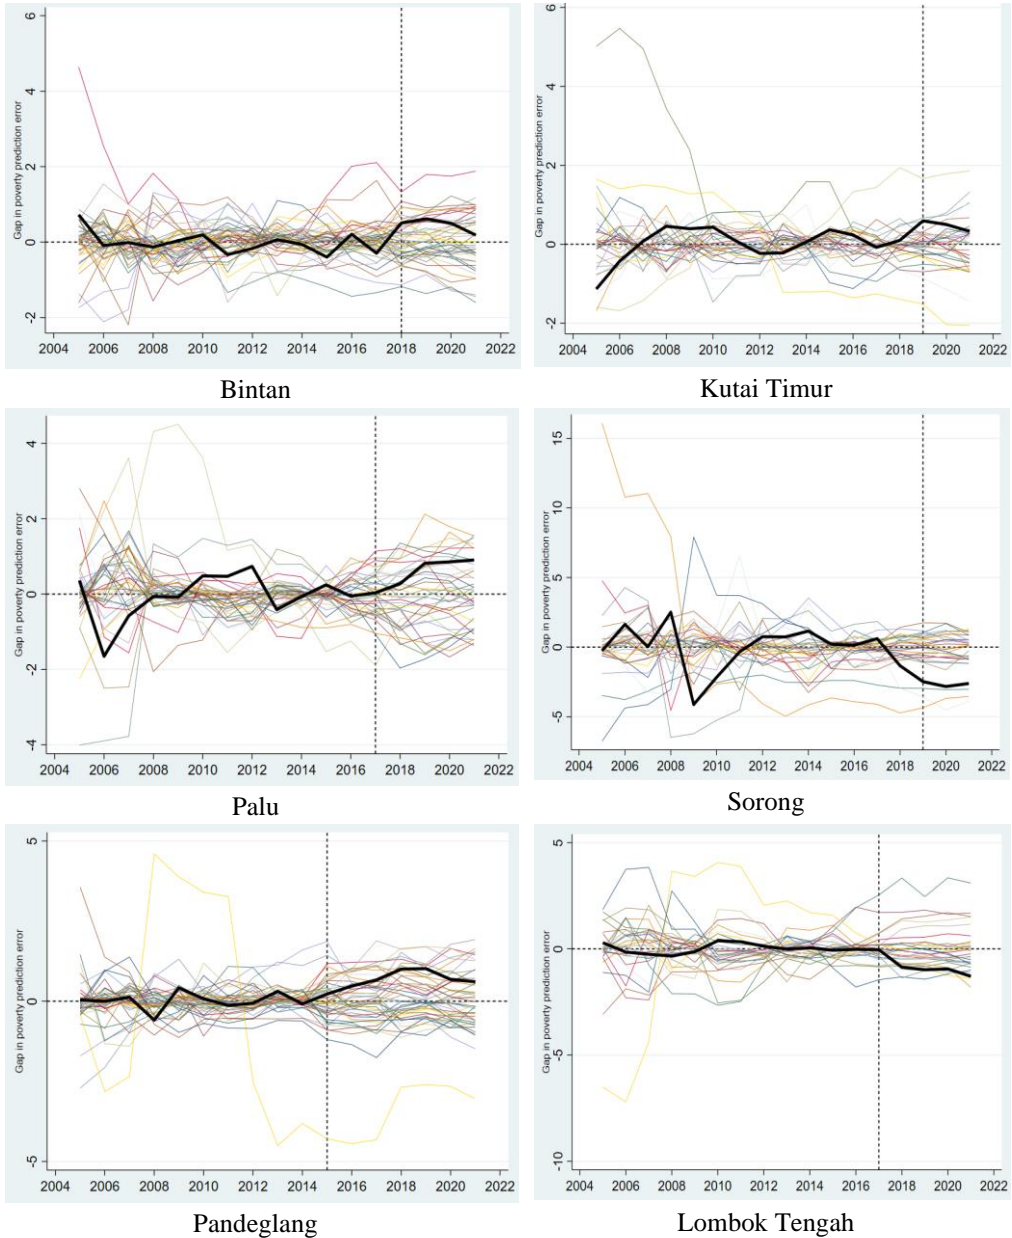 Gap in poverty prediction error
6
4
2
0
-2
2004 2006 2008 2010 2012 2014 2016 2018 2020 2022
Bintan
Gap in poverty prediction error
6
4
2
0
-2
2004 2006 2008 2010 2012 2014 2016 2018 2020 2022
Kutai Timur
Gap in poverty prediction error
4
2
0
-2
-4
2004 2006 2008 2010 2012 2014 2016 2018 2020 2022
Palu
Gap in poverty prediction error
15
10
5
0
-5
2004 2006 2008 2010 2012 2014 2016 2018 2020 2022
Sorong
Gap in poverty prediction error
5
0
-5
2004 2006 2008 2010 2012 2014 2016 2018 2020 2022
Pandeglang
Gap in poverty prediction error
5
0
-5
-10
2004 2006 2008 2010 2012 2014 2016 2018 2020 2022
Lombok Tengah